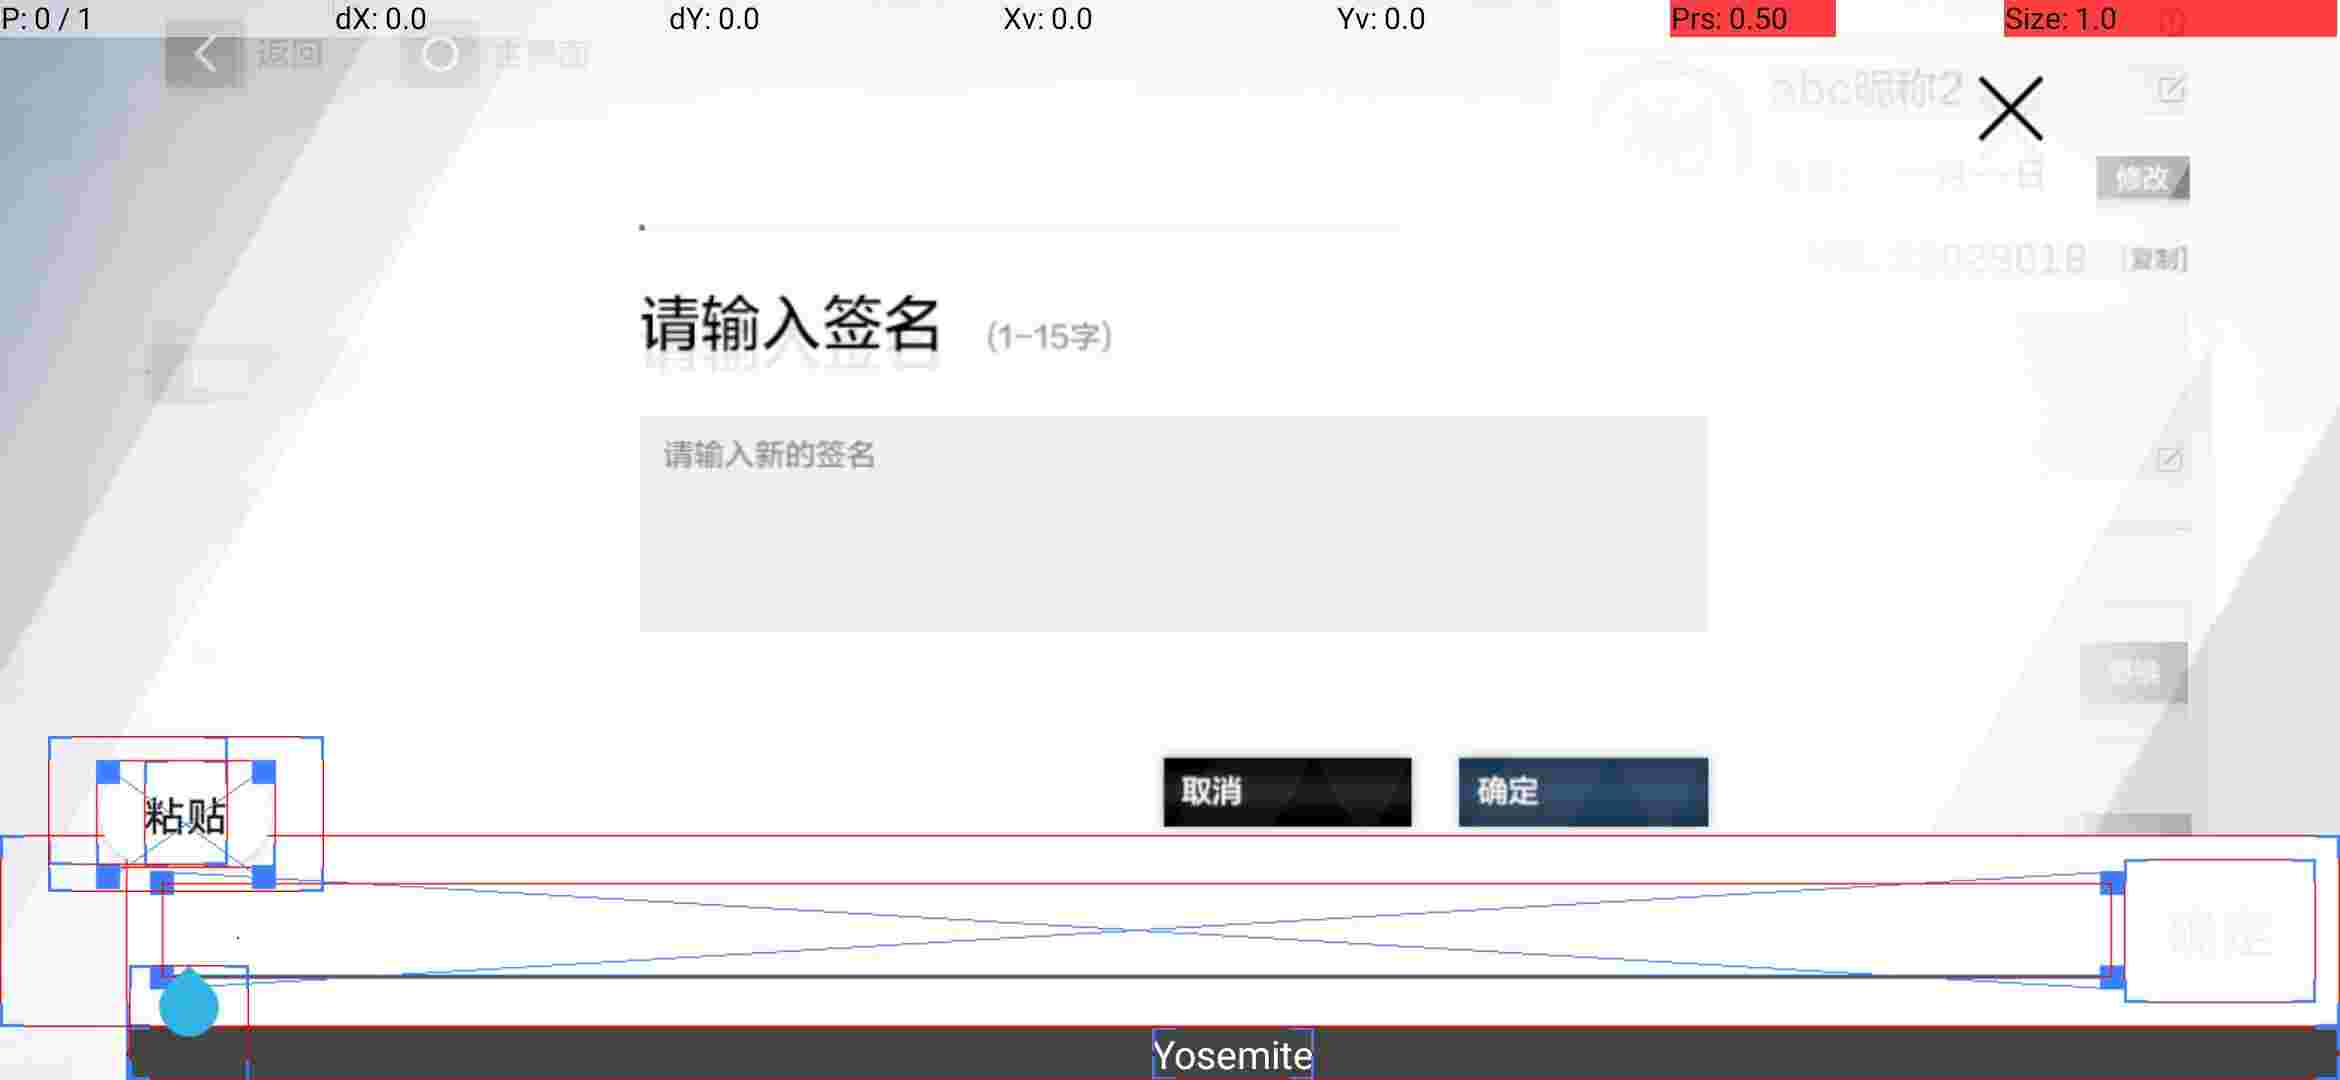 P: 0 / 1 dX: 0.0 dY: 0.0 Xv: 0.0 Yv: 0.0 Prs: 0.50 Size: 1.0
返回 主界面
abc昵称2
修改
[复制]
请输入签名 (1-15字)
请输入新的签名
取消 确定
粘贴
确定
Yosemite